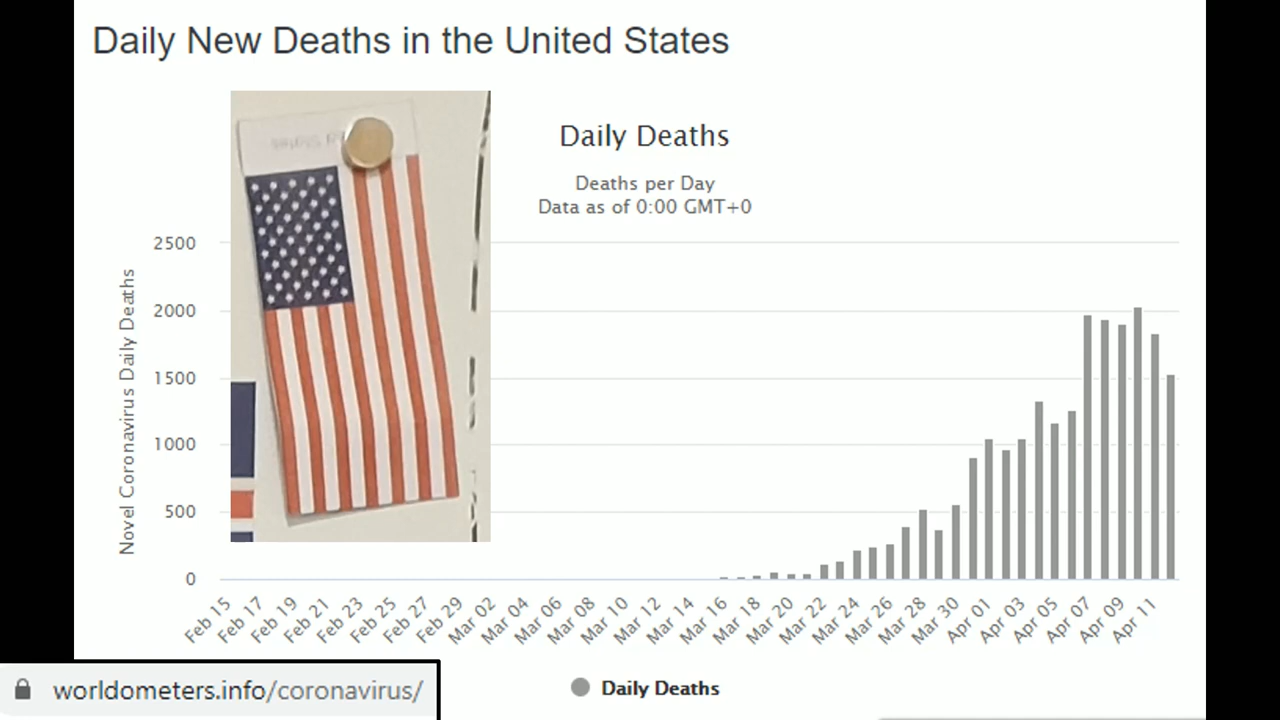 Daily New Deaths in the United States
Daily Deaths
Deaths per Day
Data as of 0:00 GMT+0
Novel Coronavirus Daily Deaths
2500
2000
1500
1000
500
0
Feb 15
Feb 17
Feb 19
Feb 21
Feb 23
Feb 25
Feb 27
Feb 29
Mar 02
Mar 04
Mar 06
Mar 08
Mar 10
Mar 12
Mar 14
Mar 16
Mar 18
Mar 20
Mar 22
Mar 24
Mar 26
Mar 28
Mar 30
Apr 01
Apr 03
Apr 05
Apr 07
Apr 09
Apr 11
Daily Deaths
worldometers.info/coronavirus/